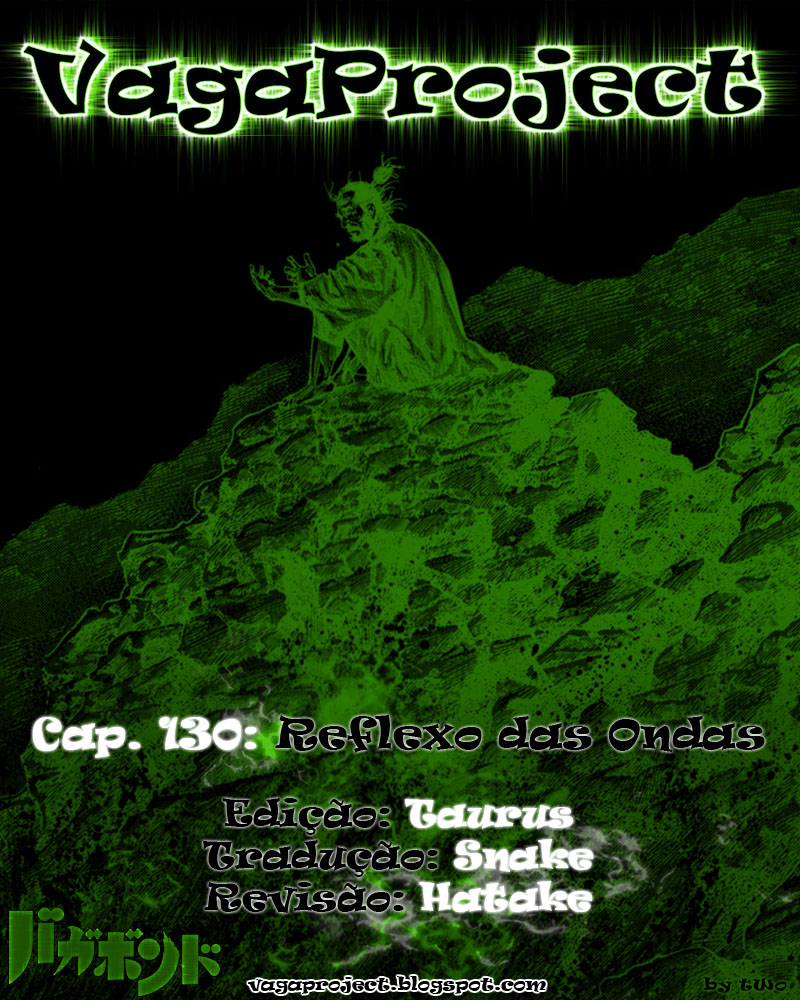 VagaProject
Cap. 130: Reflexo das Ondas
Edição: Taurus
Tradução: Snake
Revisão: Hatake
バガボンド
vagaproject.blogspot.com
by tWo